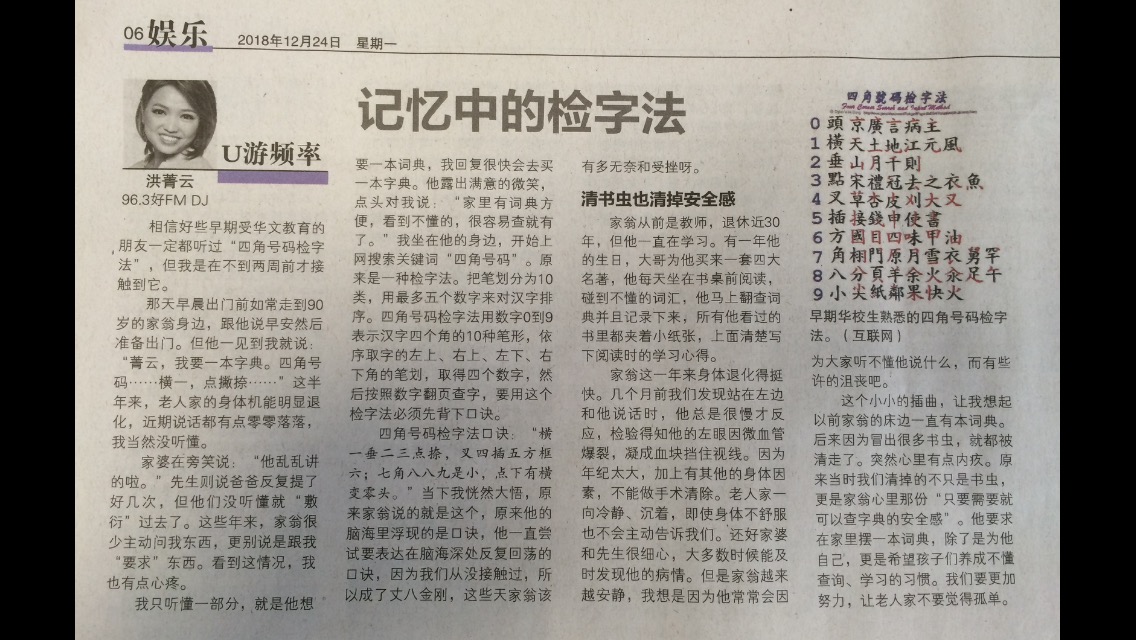 06 娱乐 2018年12月24日 星期一
记忆中的检字法
U游频率
洪菁云
96.3好FM DJ
相信好些早期受华文教育的
朋友一定都听过“四角号码检字
法”，但我是在不到两周前才接
触到它。
那天早晨出门前如常走到90
岁的家翁身边，跟他说早安然后
准备出门。但他一见到我就说：
“菁云，我要一本字典。四角号
码……横一，点撇捺……”这半
年来，老人家的身体机能明显退
化，近期说话都有点零零落落，
我当然没听懂。
家婆在旁笑说：“他乱乱讲
的啦。”先生则说爸爸反复提了
好几次，但他们没听懂就“敷
衍”过去了。这些年来，家翁很
少主动问我东西，更别说是跟我
“要求”东西。看到这情况，我
也有点心疼。
我只听懂一部分，就是他想
要一本词典，我回复很快会去买
一本字典。他露出满意的微笑，
点头对我说：“家里有词典方
便，看到不懂的，很容易查就有
了。”我坐在他的身边，开始上
网搜索关键词“四角号码”。原
来是一种检字法。把笔划分为10
类，用最多五个数字来对汉字排
序。四角号码检字法用数字0到9
表示汉字四个角的10种笔形，依
序取字的左上、右上、左下、右
下角的笔划，取得四个数字，然
后按照数字翻页查字，要用这个
检字法必须先背下口诀。
四角号码检字法口诀：“横
一垂二三点捺，叉四插五方框
六；七角八八九是小，点下有横
变零头。”当下我恍然大悟，原
来家翁说的就是这个，原来他的
脑海里浮现的是口诀，他一直尝
试要表达在脑海深处反复回荡的
口诀，因为我们从没接触过，所
以成了丈八金刚，这些天家翁该
有多无奈和受挫呀。
清书虫也清掉安全感
家翁从前是教师，退休近30
年，但他一直在学习。有一年他
的生日，大哥为他买来一套四大
名著，他每天坐在书桌前阅读，
碰到不懂的词汇，他马上翻查词
典并且记录下来，所有他看过的
书里都夹着小纸张，上面清楚写
下阅读时的学习心得。
家翁这一年来身体退化得挺
快。几个月前我们发现站在左边
和他说话时，他总是很慢才反
应，检验得知他的左眼因微血管
爆裂，凝成血块挡住视线。因为
年纪太大，加上有其他的身体因
素，不能做手术清除。老人家一
向冷静、沉着，即使身体不舒服
也不会主动告诉我们。还好家婆
和先生很细心，大多数时候能及
时发现他的病情。但是家翁越来
越安静，我想是因为他常常会因
四角號码检字法
Four Corner Search and Input Method
0 頭 京廣言病主
1 橫 天土地江元風
2 垂 山月千則
3 點 宋禮冠去之衣魚
4 叉 草杏皮刈大又
5 插 接錢申使書
6 方 國目四味甲油
7 角 栩門原月雪衣舅罕
8 八 分頁羊余火氽足午
9 小 尖紙鄰果快火
早期华校生熟悉的四角号码检字
法。（互联网）
为大家听不懂他说什么，而有些
许的沮丧吧。
这个小小的插曲，让我想起
以前家翁的床边一直有本词典。
后来因为冒出很多书虫，就都被
清走了。突然心里有点内疚。原
来当时我们清掉的不只是书虫，
更是家翁心里那份“只要需要就
可以查字典的安全感”。他要求
在家里摆一本词典，除了是为他
自己，更是希望孩子们养成不懂
查询、学习的习惯。我们要更加
努力，让老人家不要觉得孤单。